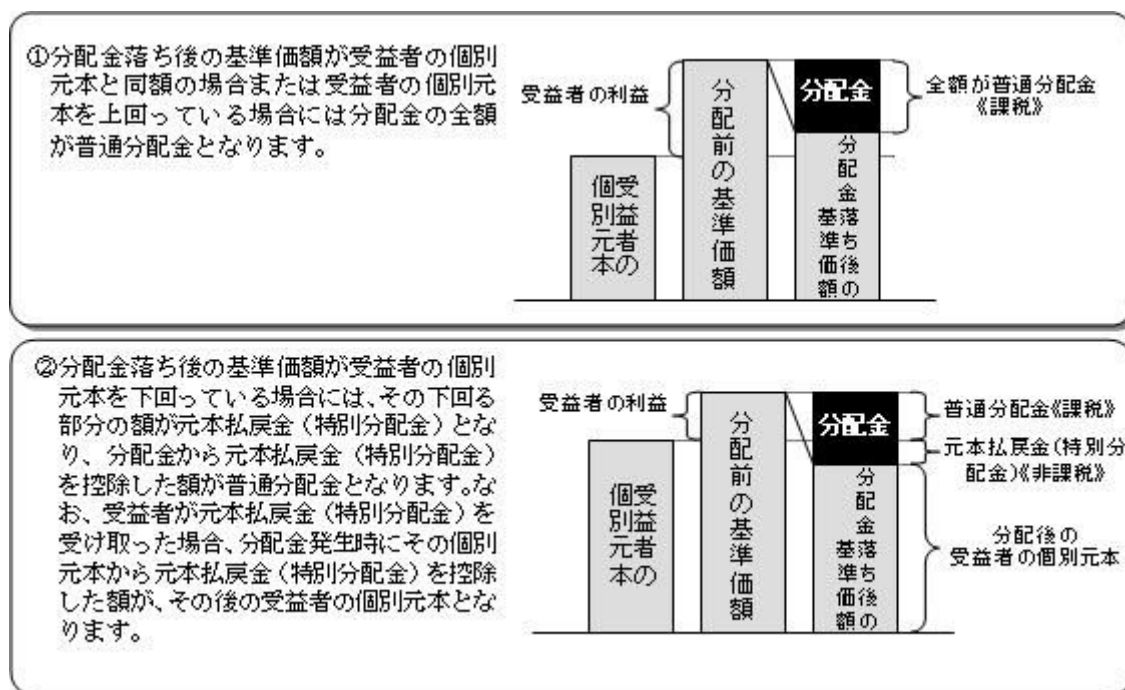 ①分配金落ち後の基準価額が受益者の個別
元本と同額の場合または受益者の個別元
本を上回っている場合には分配金の全額
が普通分配金となります。
受益者の利益
受益者の
個別元本
分配前の基準価額
分配金
分配金落ち後の
基準価額
全額が普通分配金
《課税》
②分配金落ち後の基準価額が受益者の個別
元本を下回っている場合には、その下回る
部分の額が元本払戻金（特別分配金）とな
り、分配金から元本払戻金（特別分配金）
を控除した額が普通分配金となります。な
お、受益者が元本払戻金（特別分配金）を
受け取った場合、分配金発生時にその個別
元本から元本払戻金（特別分配金）を控除
した額が、その後の受益者の個別元本とな
ります。
受益者の利益
受益者の
個別元本
分配前の基準価額
分配金
分配金落ち後の
基準価額
普通分配金《課税》
元本払戻金（特別分
配金）《非課税》
分配後の
受益者の個別元本